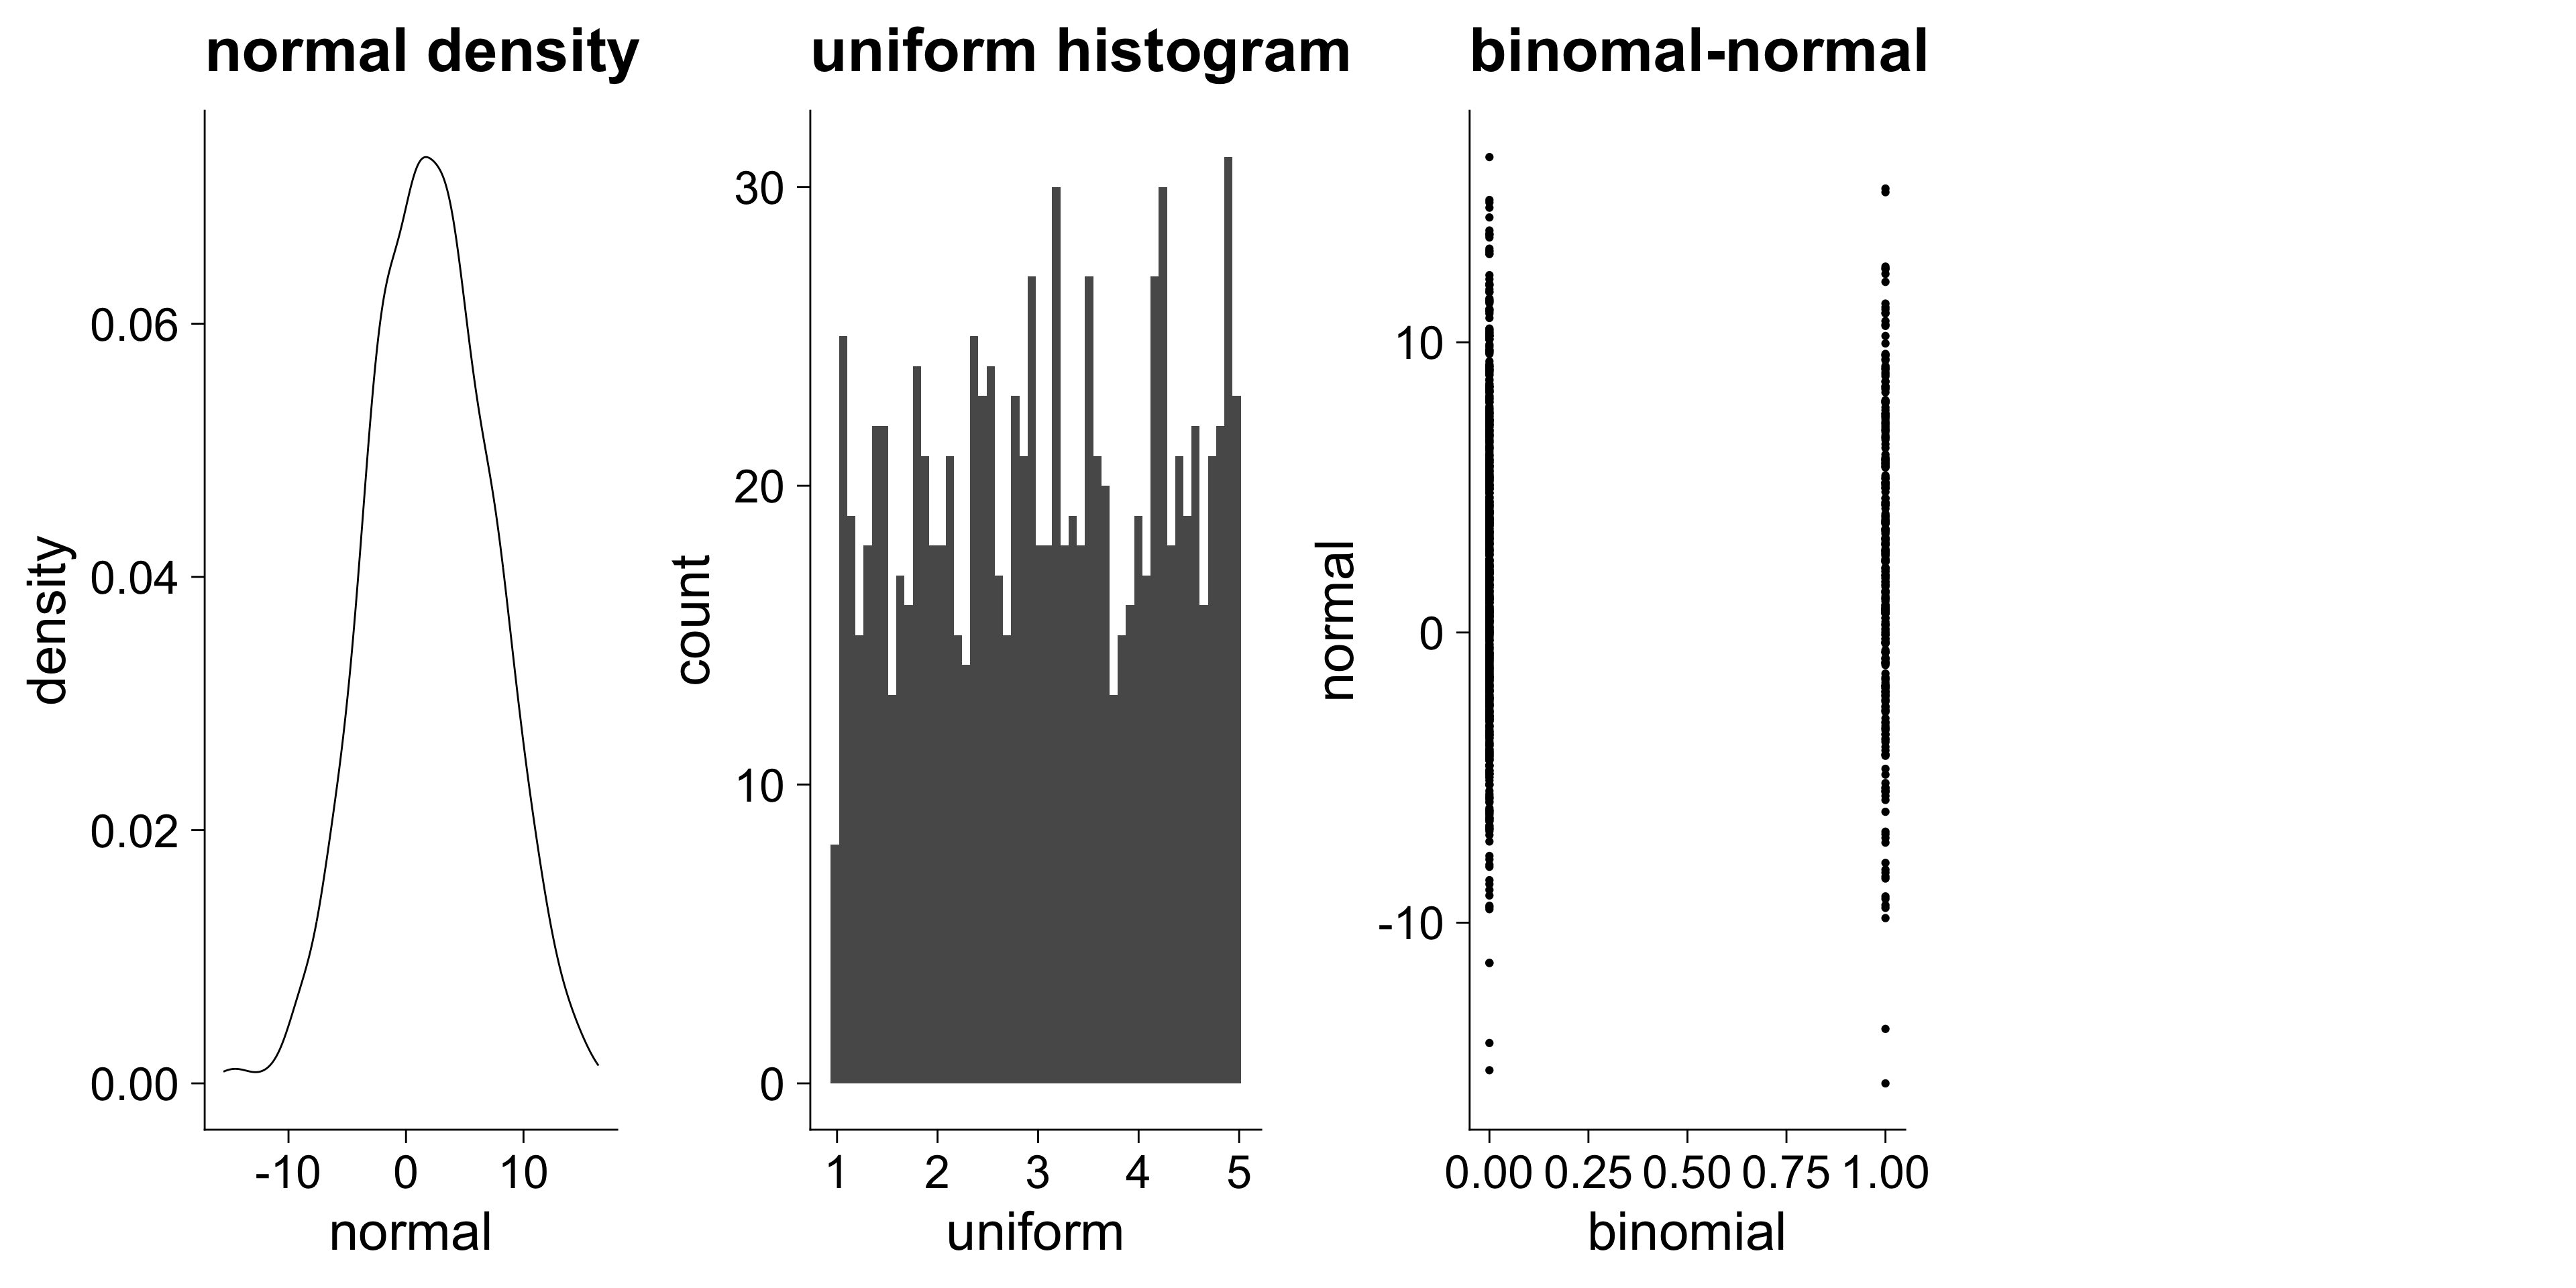 normal density
density
0.06
0.04
0.02
0.00
-10 0 10
normal
uniform histogram
count
30
20
10
0
1 2 3 4 5
uniform
binomal-normal
normal
10
0
-10
0.00 0.25 0.50 0.75 1.00
binomial